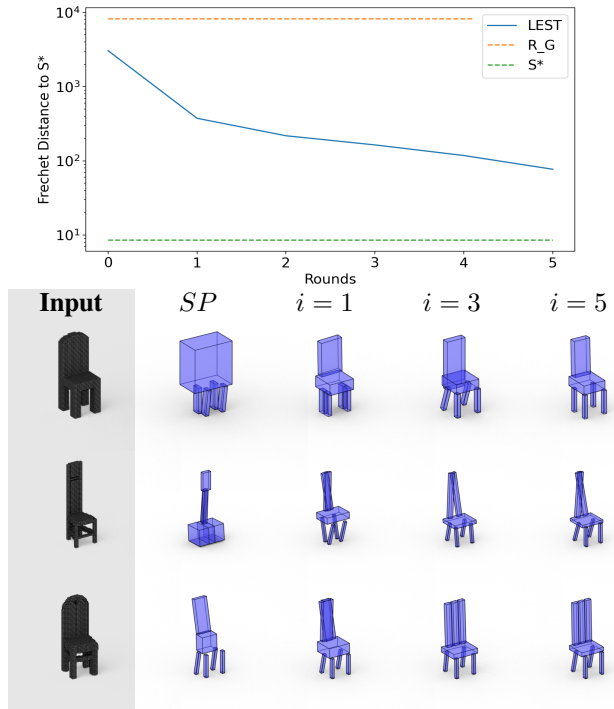 10^4
10^3
10^2
10^1
Frechet Distance to S*
LEST
R_G
S*
0 1 2 3 4 5
Rounds
Input SP i = 1 i = 3 i = 5